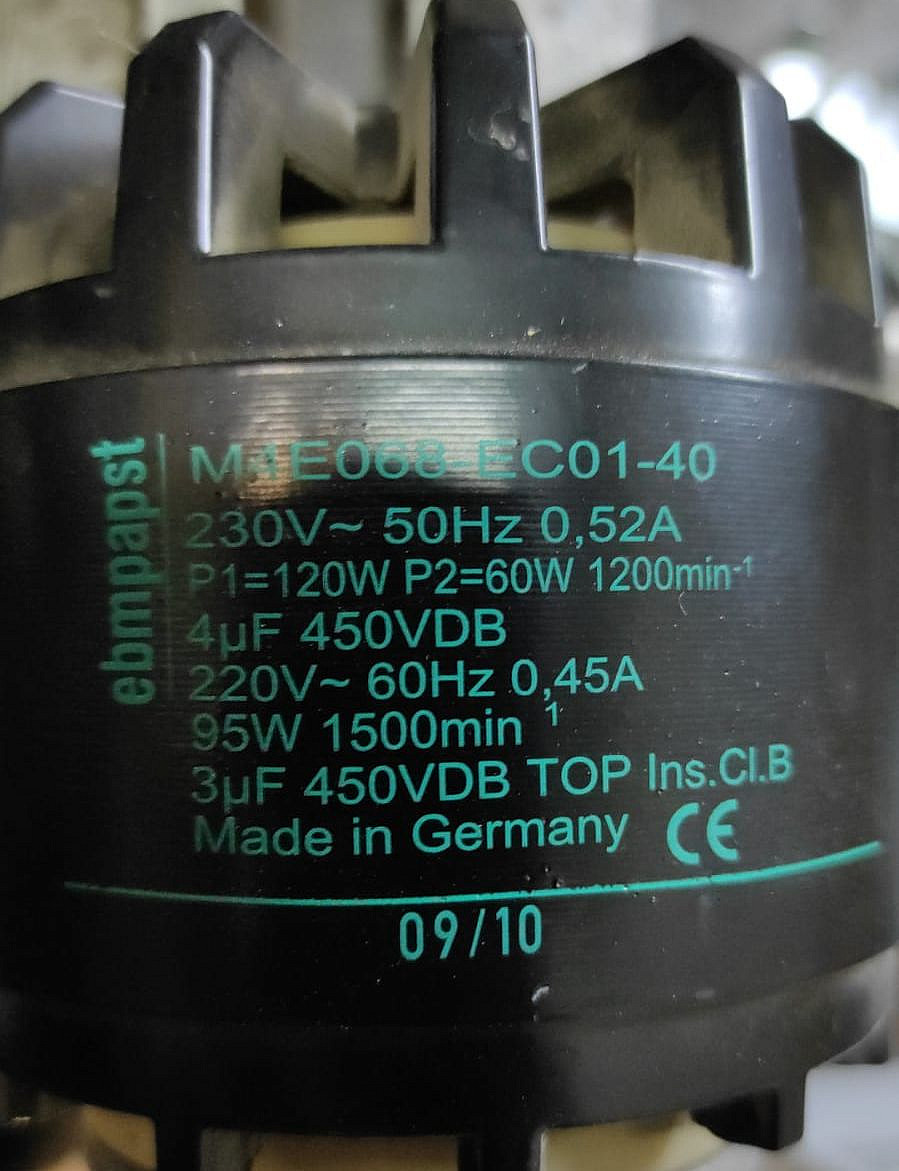 ebmpapst
M4E068-EC01-40
230V~ 50Hz 0,52A
P1=120W P2=60W 1200min-1
4µF 450VDB
220V~ 60Hz 0,45A
95W 1500min 1
3µF 450VDB TOP Ins.Cl.B
Made in Germany CE
09/10